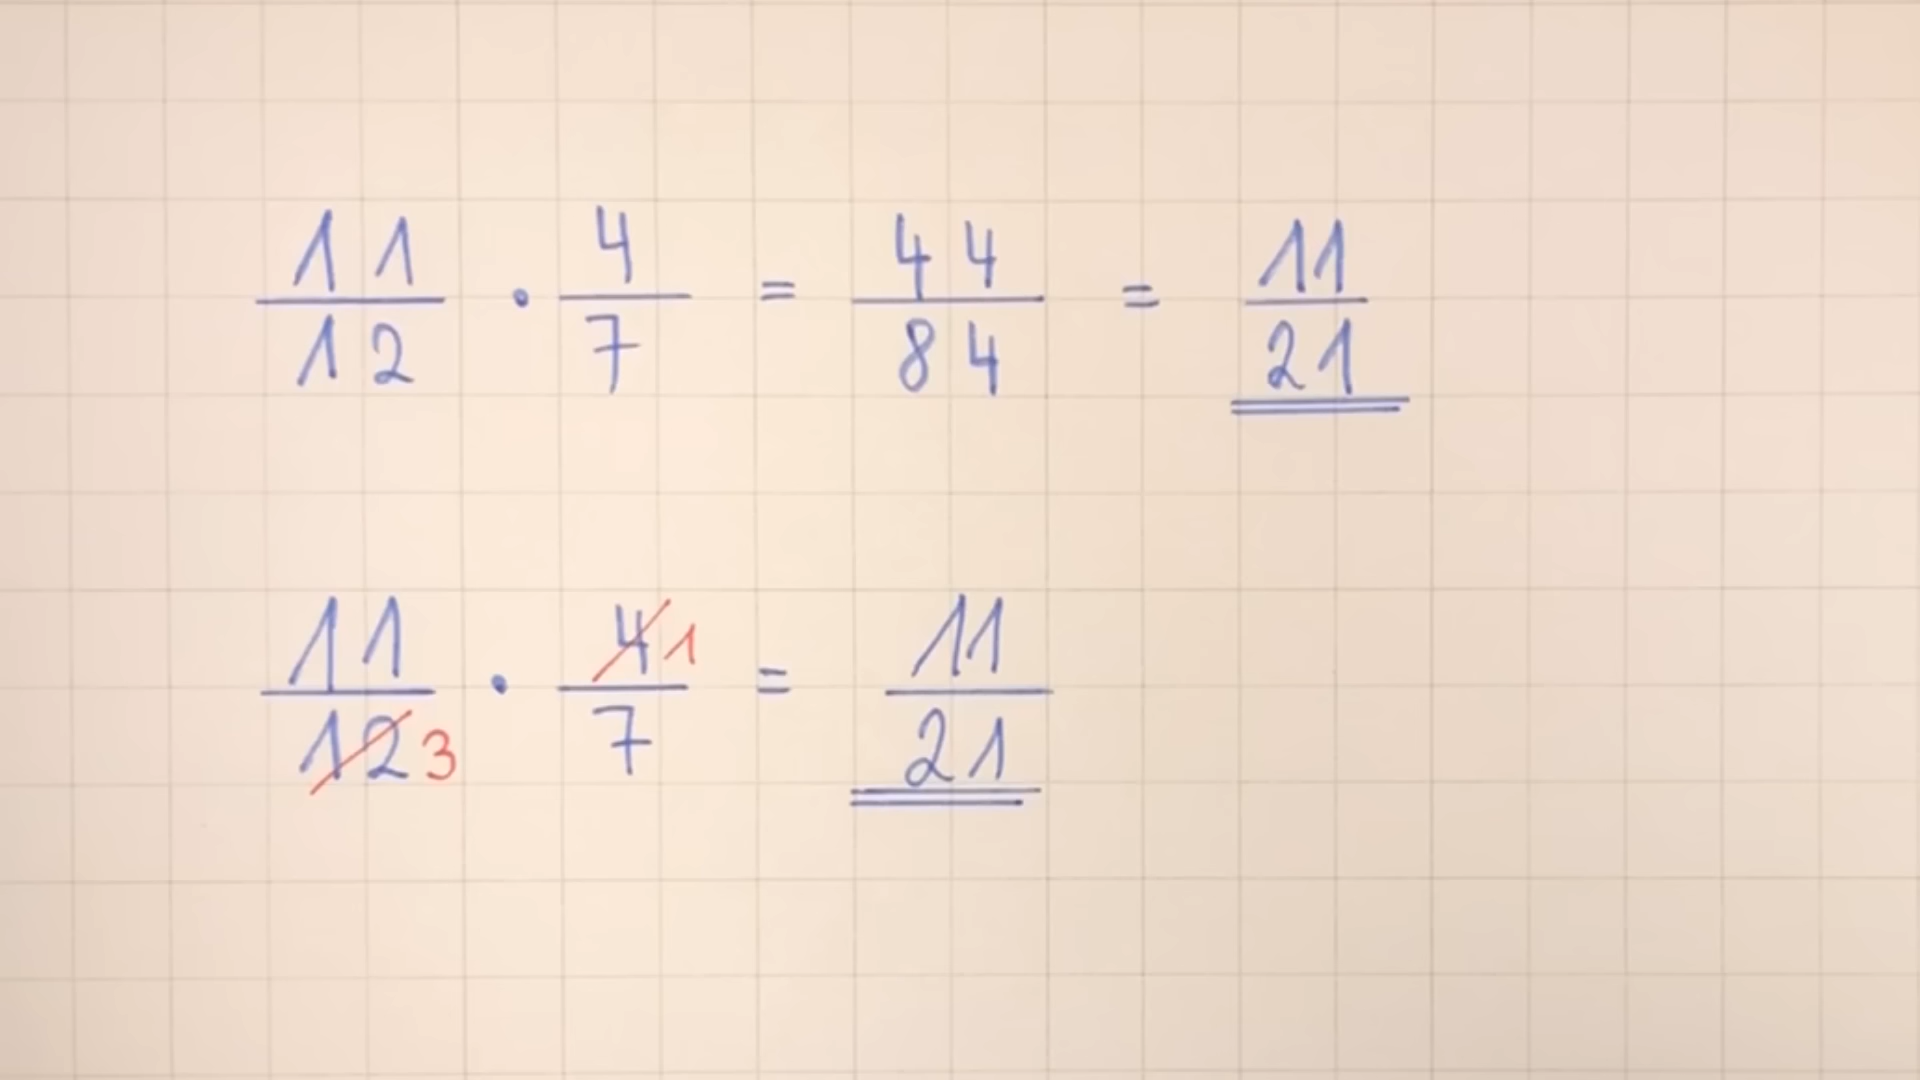 11/12 · 4/7 = 44/84 = 11/21
11/12 3 · 4/7 1 = 11/21